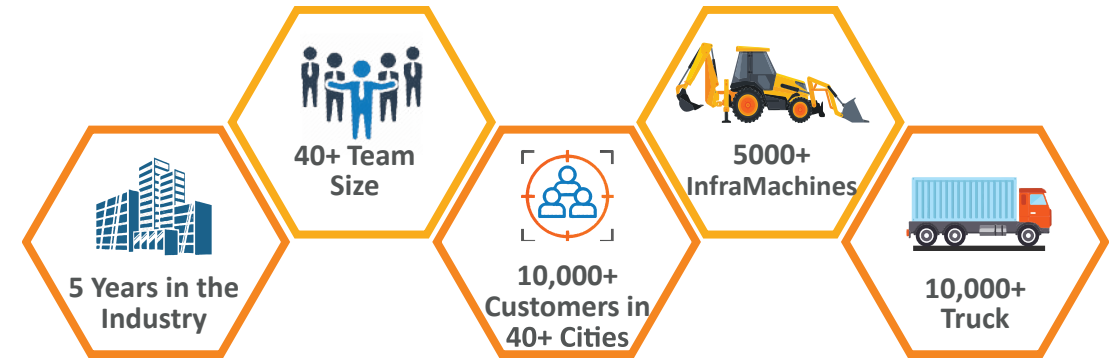 5 Years in the
Industry
40+ Team
Size
10,000+
Customers in
40+ Cities
5000+
InfraMachines
10,000+
Truck